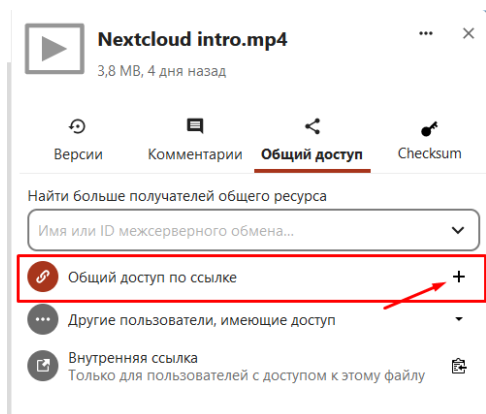 Nextcloud intro.mp4
3,8 MB, 4 дня назад
Версии Комментарии Общий доступ Checksum
Найти больше получателей общего ресурса
Имя или ID межсерверного обмена...
Общий доступ по ссылке
Другие пользователи, имеющие доступ
Внутренняя ссылка
Только для пользователей с доступом к этому файлу